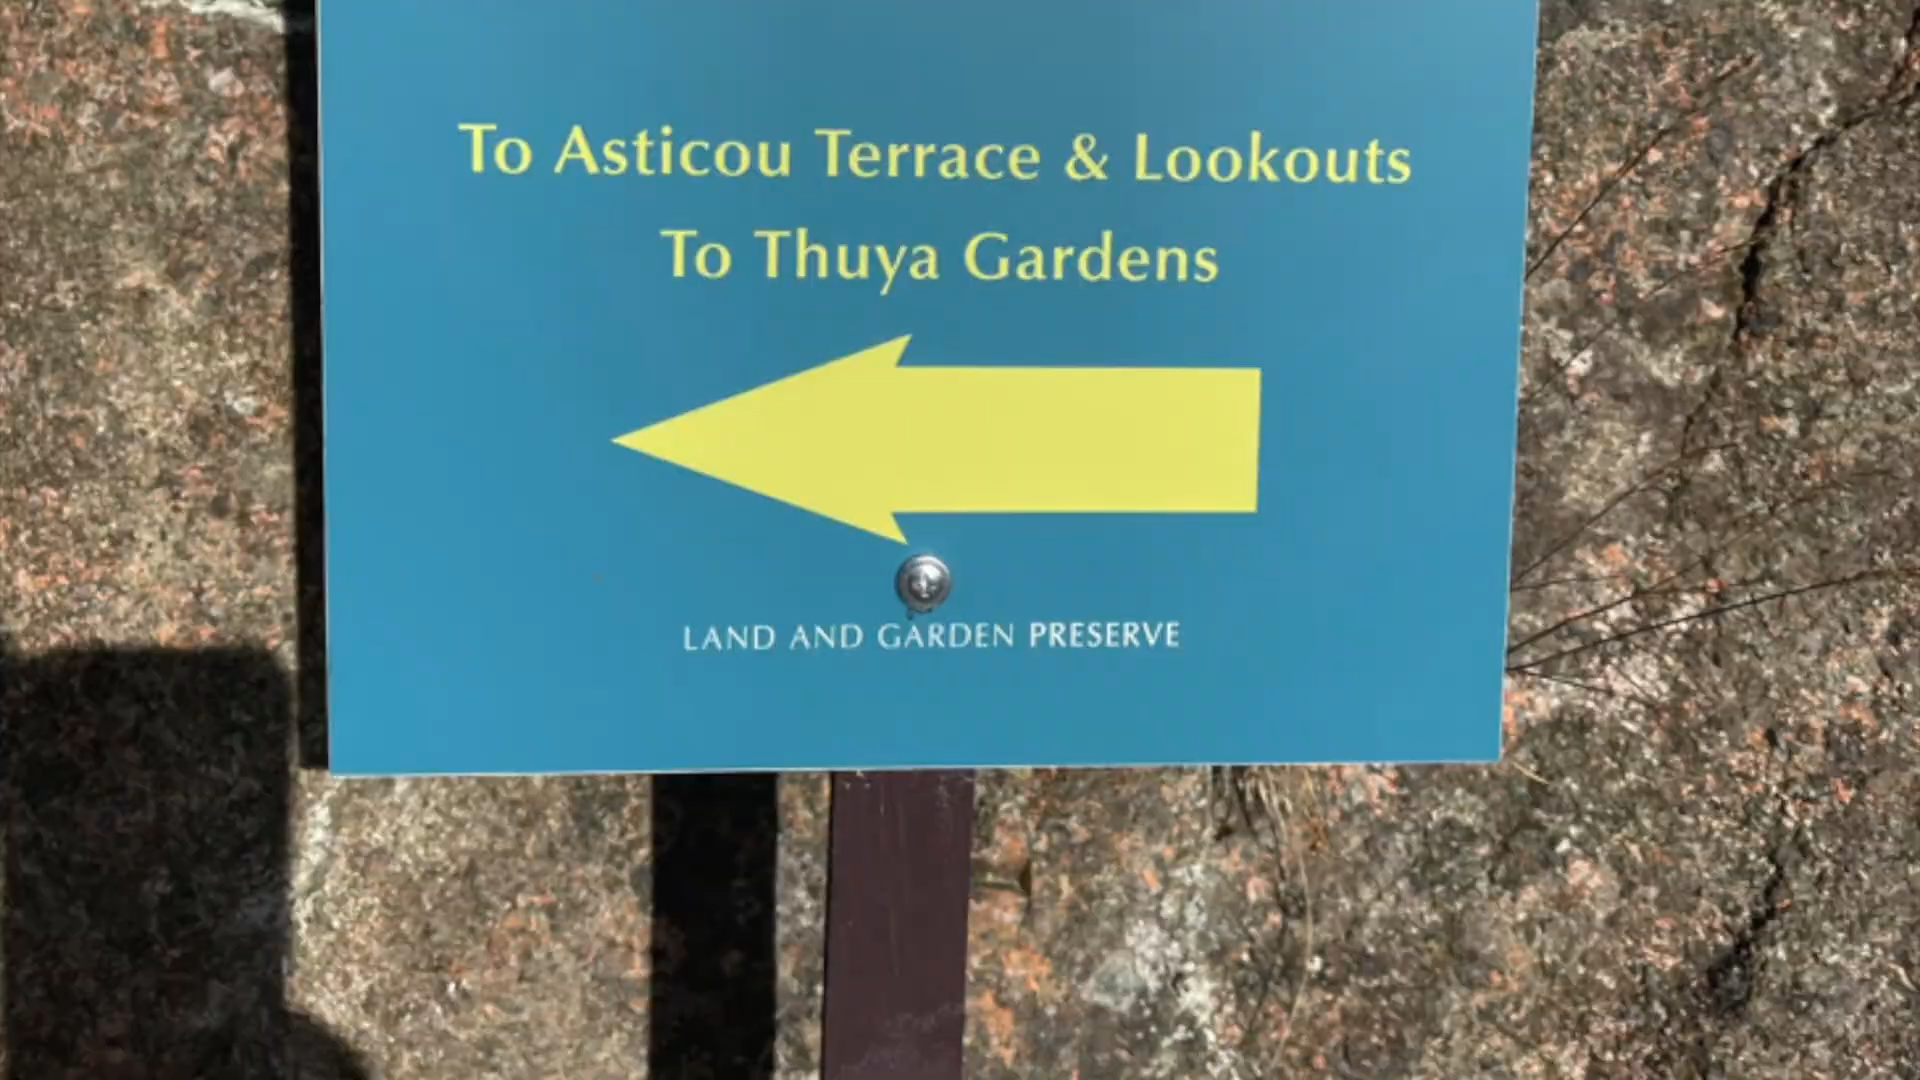 To Asticou Terrace & Lookouts
To Thuya Gardens
LAND AND GARDEN PRESERVE